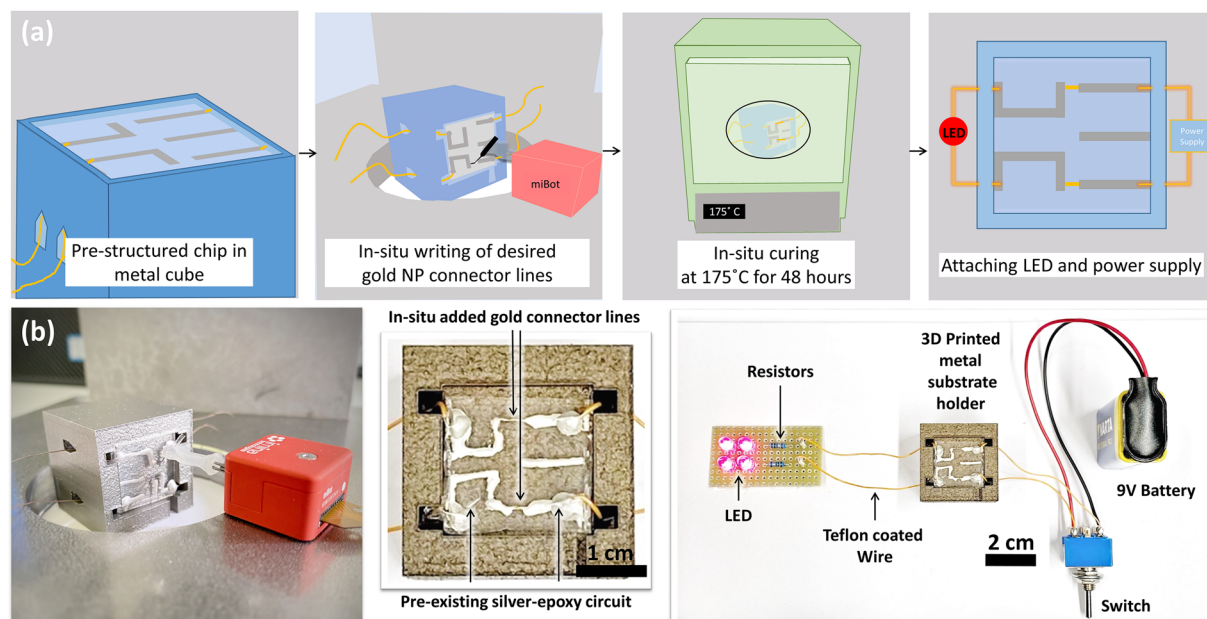 (a)
Pre-structured chip in
metal cube
miBot
In-situ writing of desired
gold NP connector lines
175˚ C
In-situ curing
at 175˚C for 48 hours
LED
Power
Supply
Attaching LED and power supply
(b)
In-situ added gold connector lines
1 cm
Pre-existing silver-epoxy circuit
Resistors
3D Printed
metal
substrate
holder
LED
Teflon coated
Wire
2 cm
9V Battery
VARTA
Switch